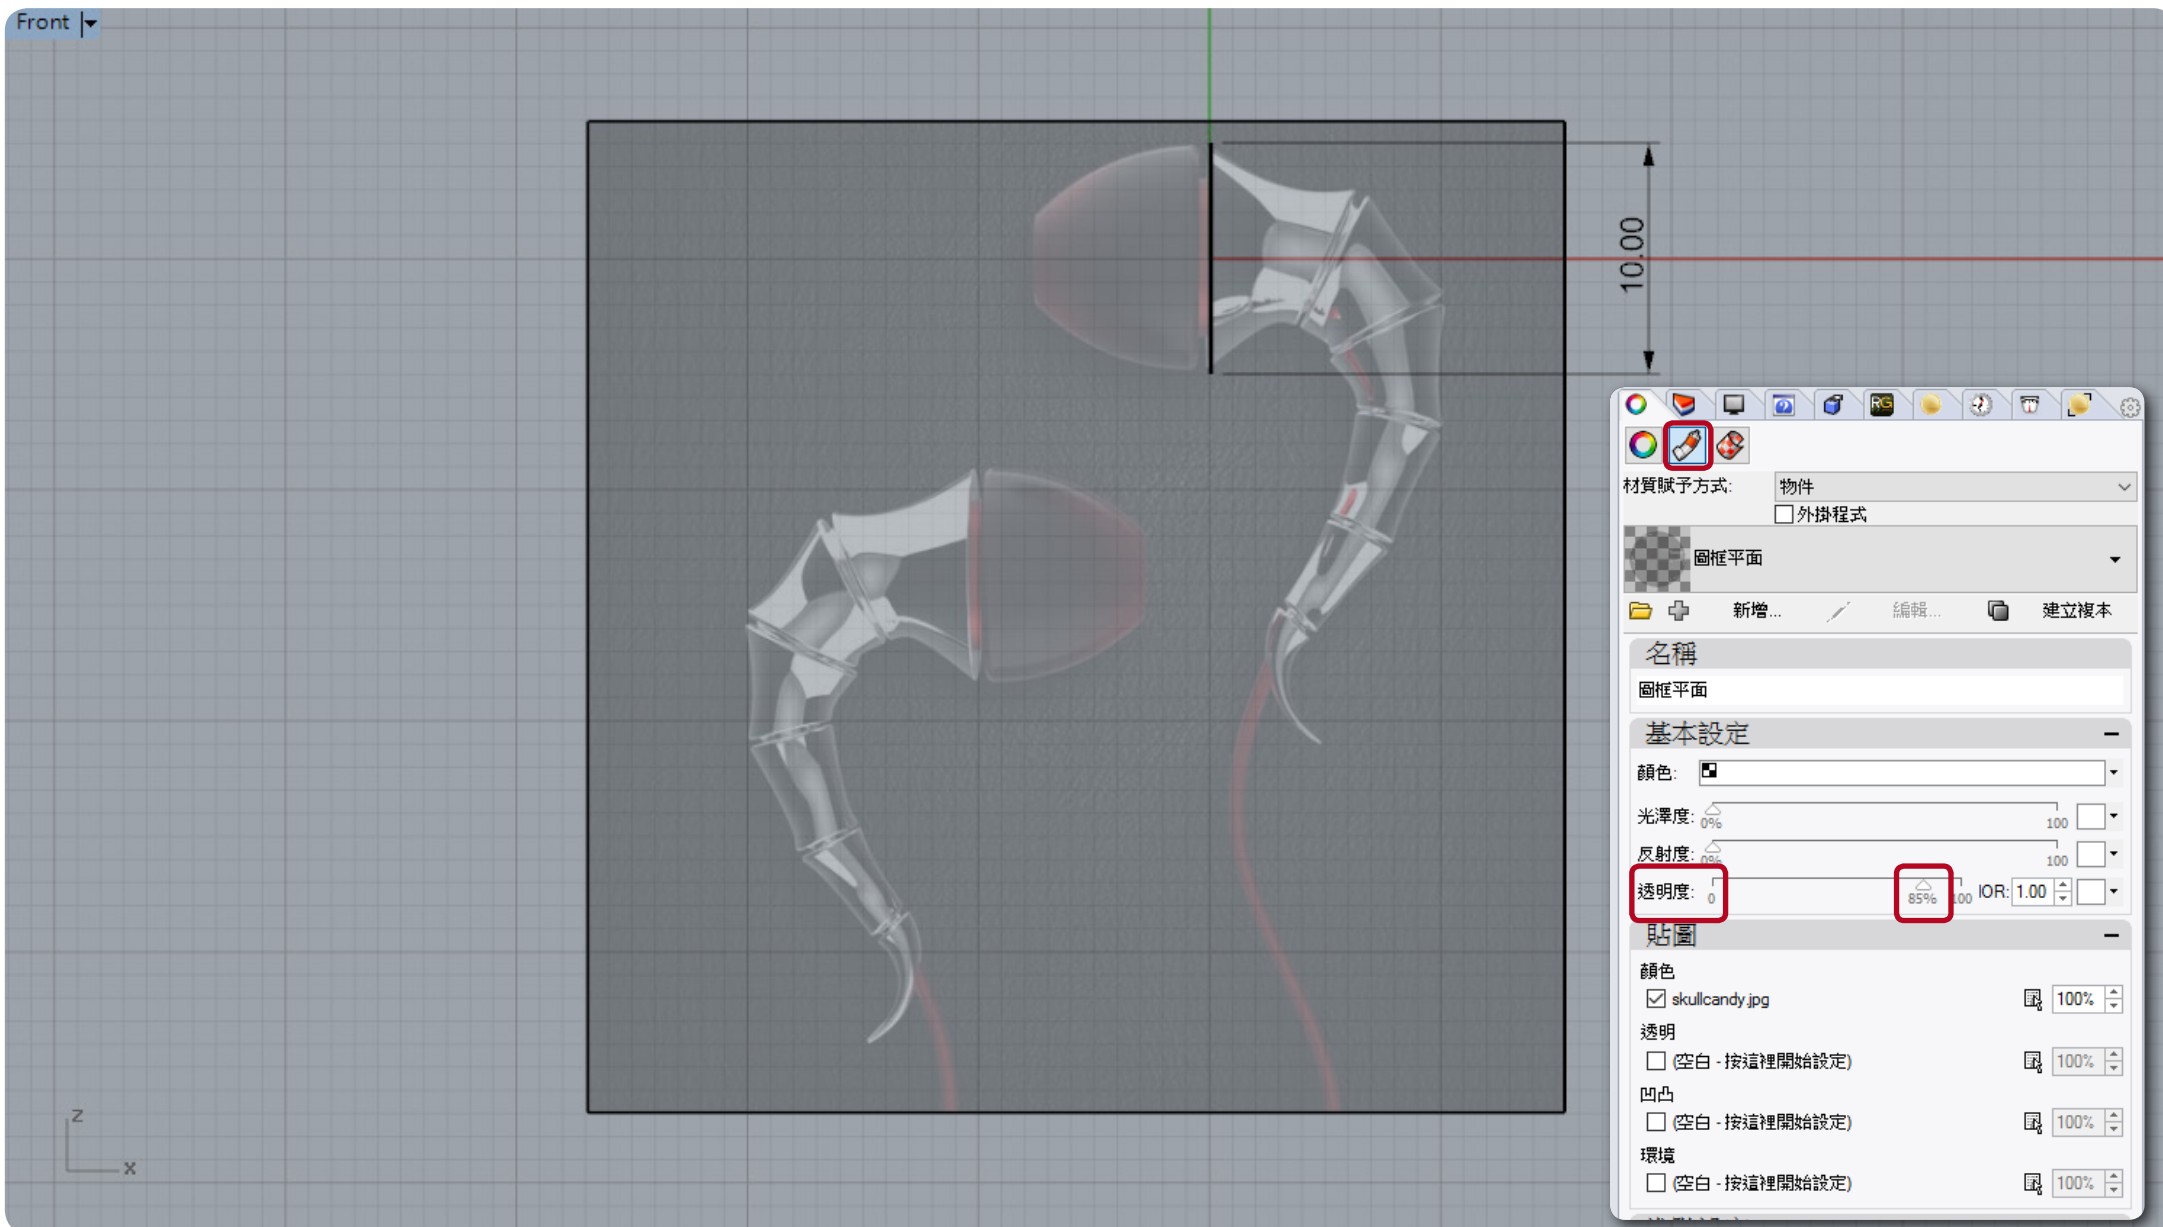 Front
10.00
z
x
RG
材質賦予方式:
物件
外掛程式
圖框平面
新增...
編輯...
建立複本
名稱
圖框平面
基本設定
顏色:
光澤度:
0%
100
反射度:
0%
100
透明度:
0
85%
100
IOR:
1.00
貼圖
顏色
skullcandy.jpg
100%
透明
(空白 - 按這裡開始設定)
100%
凹凸
(空白 - 按這裡開始設定)
100%
環境
(空白 - 按這裡開始設定)
100%